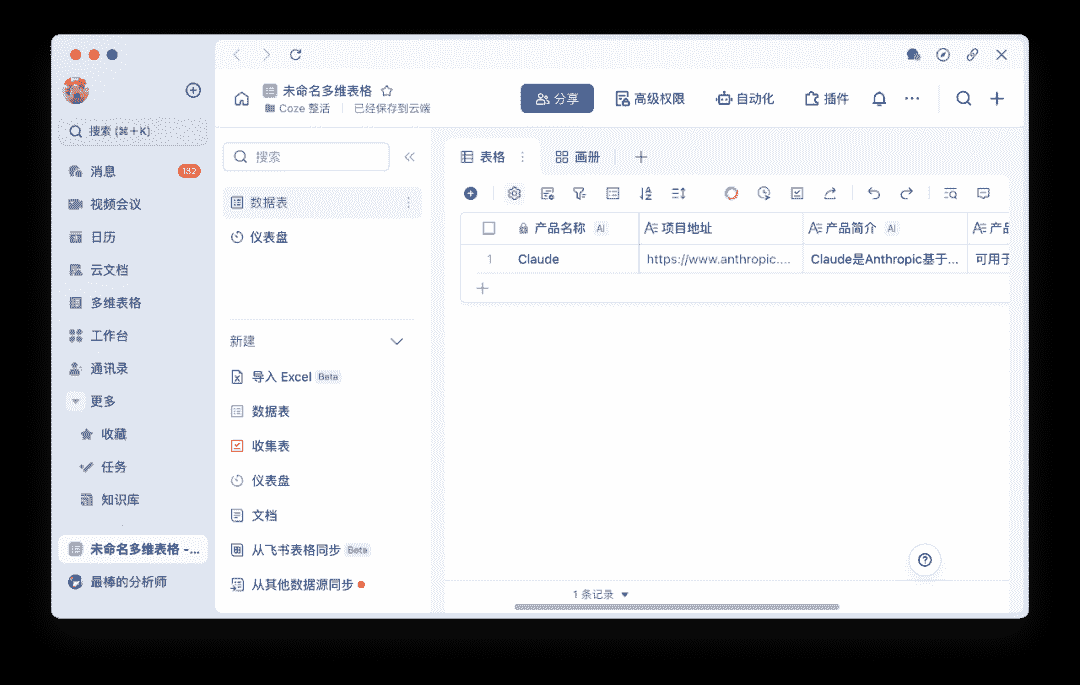 搜索 (⌘+K)
消息
132
视频会议
日历
云文档
多维表格
工作台
通讯录
更多
收藏
任务
知识库
未命名多维表格 -...
最棒的分析师
未命名多维表格
Coze 整活
已经保存到云端
分享
高级权限
自动化
插件
搜索
数据表
仪表盘
新建
导入 Excel Beta
数据表
收集表
仪表盘
文档
从飞书表格同步 Beta
从其他数据源同步
表格
画册
产品名称 AI
项目地址
产品简介 AI
产品
1
Claude
https://www.anthropic....
Claude是Anthropic基于...
可用于
1 条记录